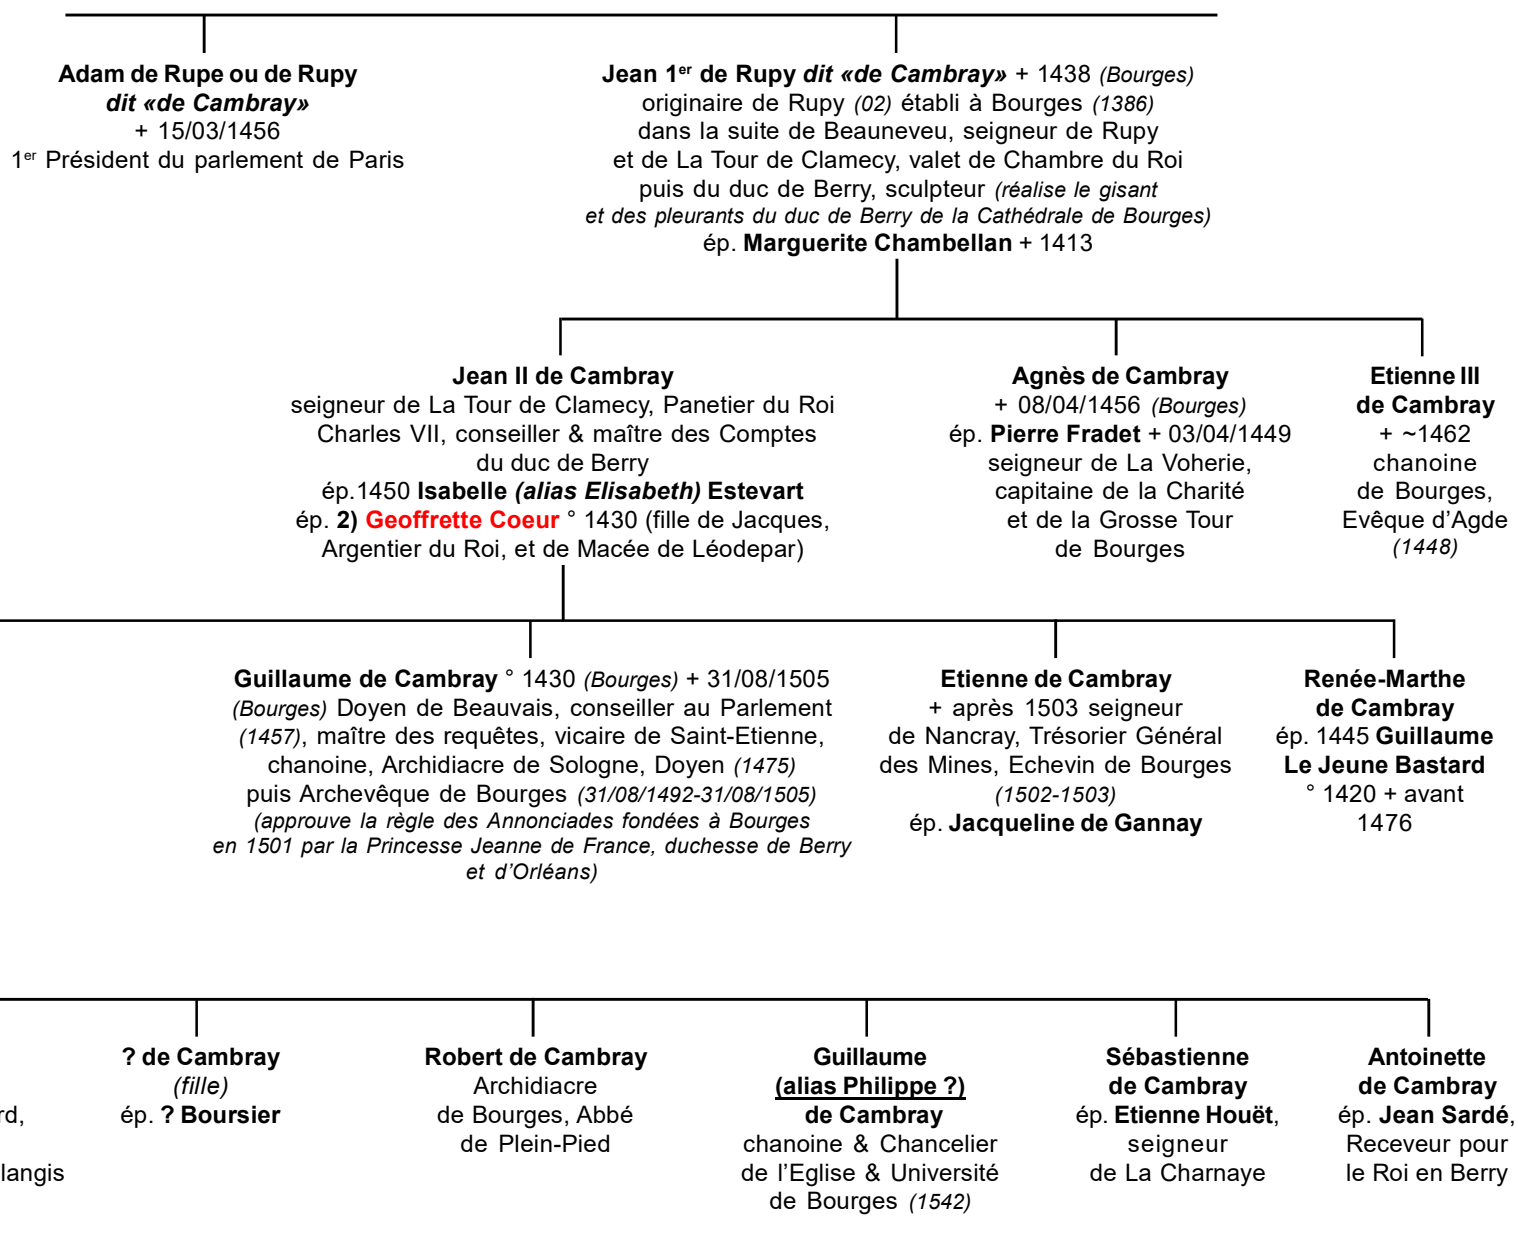 Adam de Rupe ou de Rupy
dit «de Cambray»
+ 15/03/1456
1er Président du parlement de Paris
Jean 1er de Rupy dit «de Cambray» + 1438 (Bourges)
originaire de Rupy (02) établi à Bourges (1386)
dans la suite de Beauneveu, seigneur de Rupy
et de La Tour de Clamecy, valet de Chambre du Roi
puis du duc de Berry, sculpteur (réalise le gisant
et des pleurants du duc de Berry de la Cathédrale de Bourges)
ép. Marguerite Chambellan + 1413
Jean II de Cambray
seigneur de La Tour de Clamecy, Panetier du Roi
Charles VII, conseiller & maître des Comptes
du duc de Berry
ép.1450 Isabelle (alias Elisabeth) Estevart
ép. 2) Geoffrette Coeur ° 1430 (fille de Jacques,
Argentier du Roi, et de Macée de Léodepar)
Agnès de Cambray
+ 08/04/1456 (Bourges)
ép. Pierre Fradet + 03/04/1449
seigneur de La Voherie,
capitaine de la Charité
et de la Grosse Tour
de Bourges
Etienne III
de Cambray
+ ~1462
chanoine
de Bourges,
Evêque d'Agde
(1448)
Guillaume de Cambray ° 1430 (Bourges) + 31/08/1505
(Bourges) Doyen de Beauvais, conseiller au Parlement
(1457), maître des requêtes, vicaire de Saint-Etienne,
chanoine, Archidiacre de Sologne, Doyen (1475)
puis Archevêque de Bourges (31/08/1492-31/08/1505)
(approuve la règle des Annonciades fondées à Bourges
en 1501 par la Princesse Jeanne de France, duchesse de Berry
et d'Orléans)
Etienne de Cambray
+ après 1503 seigneur
de Nancray, Trésorier Général
des Mines, Echevin de Bourges
(1502-1503)
ép. Jacqueline de Gannay
Renée-Marthe
de Cambray
ép. 1445 Guillaume
Le Jeune Bastard
° 1420 + avant
1476
rd,
langis
? de Cambray
(fille)
ép. ? Boursier
Robert de Cambray
Archidiacre
de Bourges, Abbé
de Plein-Pied
Guillaume
(alias Philippe ?)
de Cambray
chanoine & Chancelier
de l'Eglise & Université
de Bourges (1542)
Sébastienne
de Cambray
ép. Etienne Houët,
seigneur
de La Charnaye
Antoinette
de Cambray
ép. Jean Sardé,
Receveur pour
le Roi en Berry